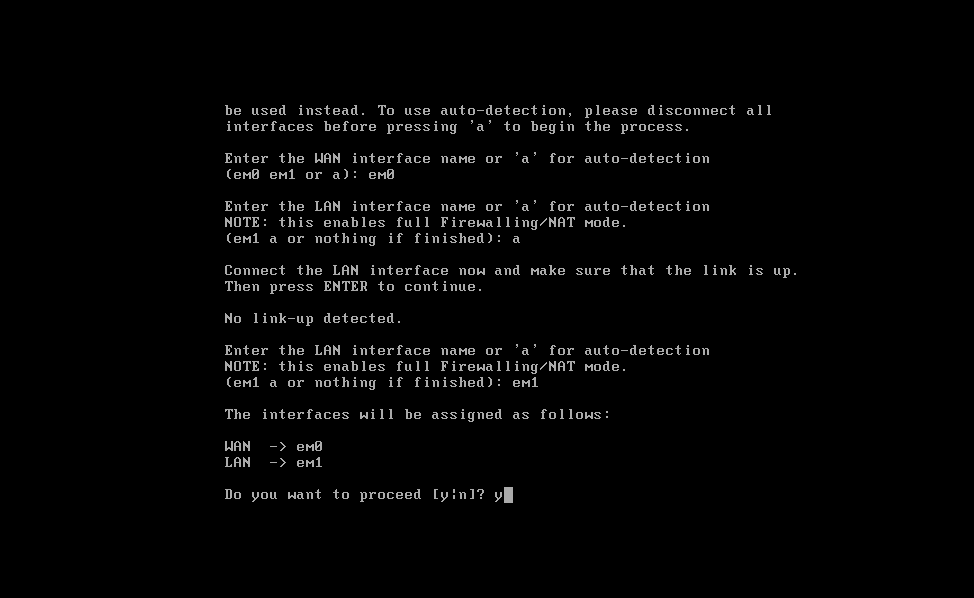 be used instead. To use auto-detection, please disconnect all
interfaces before pressing 'a' to begin the process.
Enter the WAN interface name or 'a' for auto-detection
(em0 em1 or a): em0
Enter the LAN interface name or 'a' for auto-detection
NOTE: this enables full Firewalling/NAT mode.
(em1 a or nothing if finished): a
Connect the LAN interface now and make sure that the link is up.
Then press ENTER to continue.
No link-up detected.
Enter the LAN interface name or 'a' for auto-detection
NOTE: this enables full Firewalling/NAT mode.
(em1 a or nothing if finished): em1
The interfaces will be assigned as follows:
WAN  -> em0
LAN  -> em1
Do you want to proceed [y¦n]? y